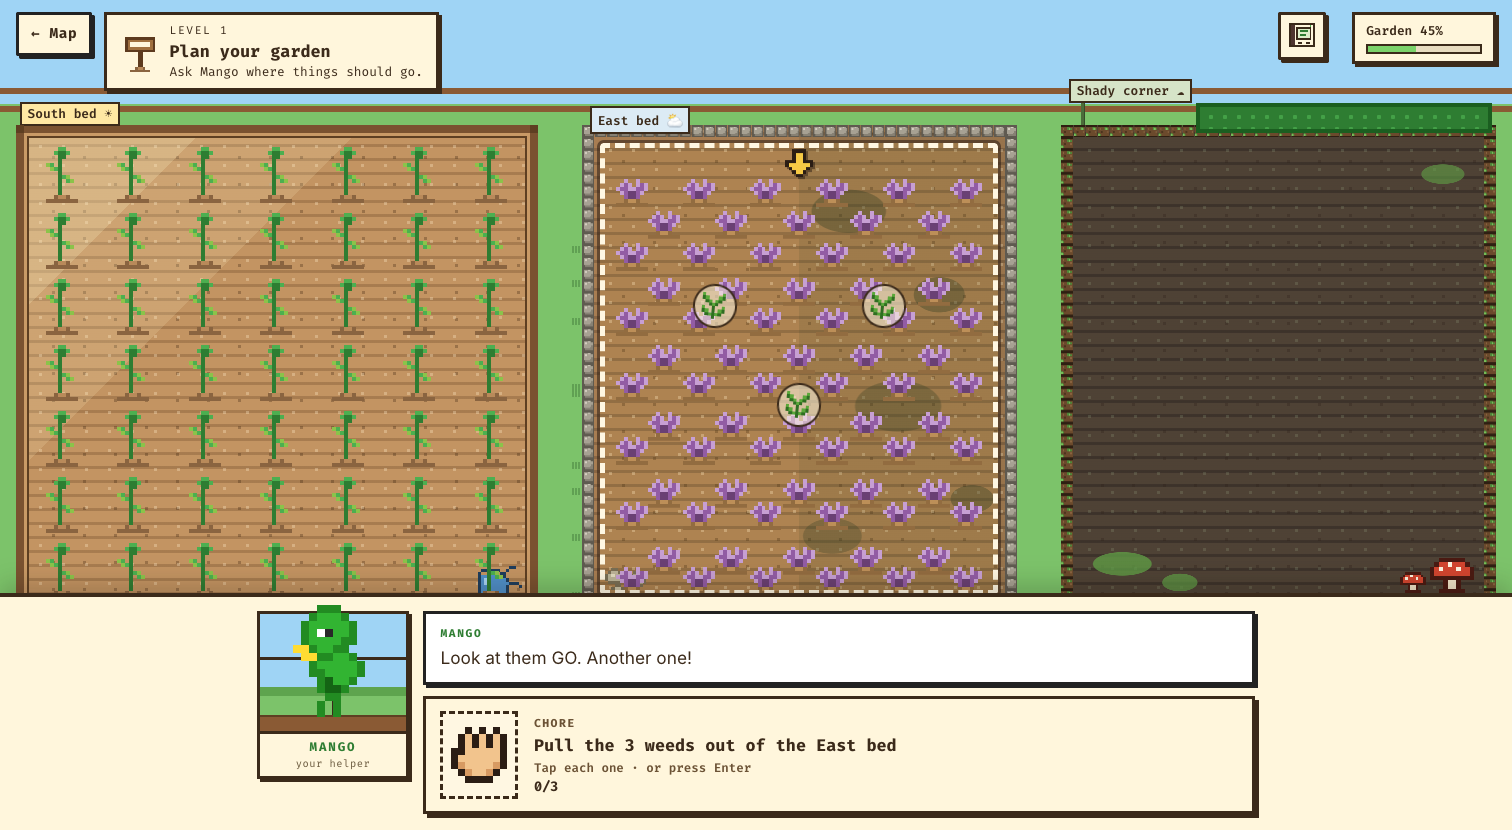 ← Map
LEVEL 1
Plan your garden
Ask Mango where things should go.
Garden 45%
Shady corner ☁
South bed ☀
East bed ⛅
MANGO
Look at them GO. Another one!
MANGO
your helper
CHORE
Pull the 3 weeds out of the East bed
Tap each one · or press Enter
0/3